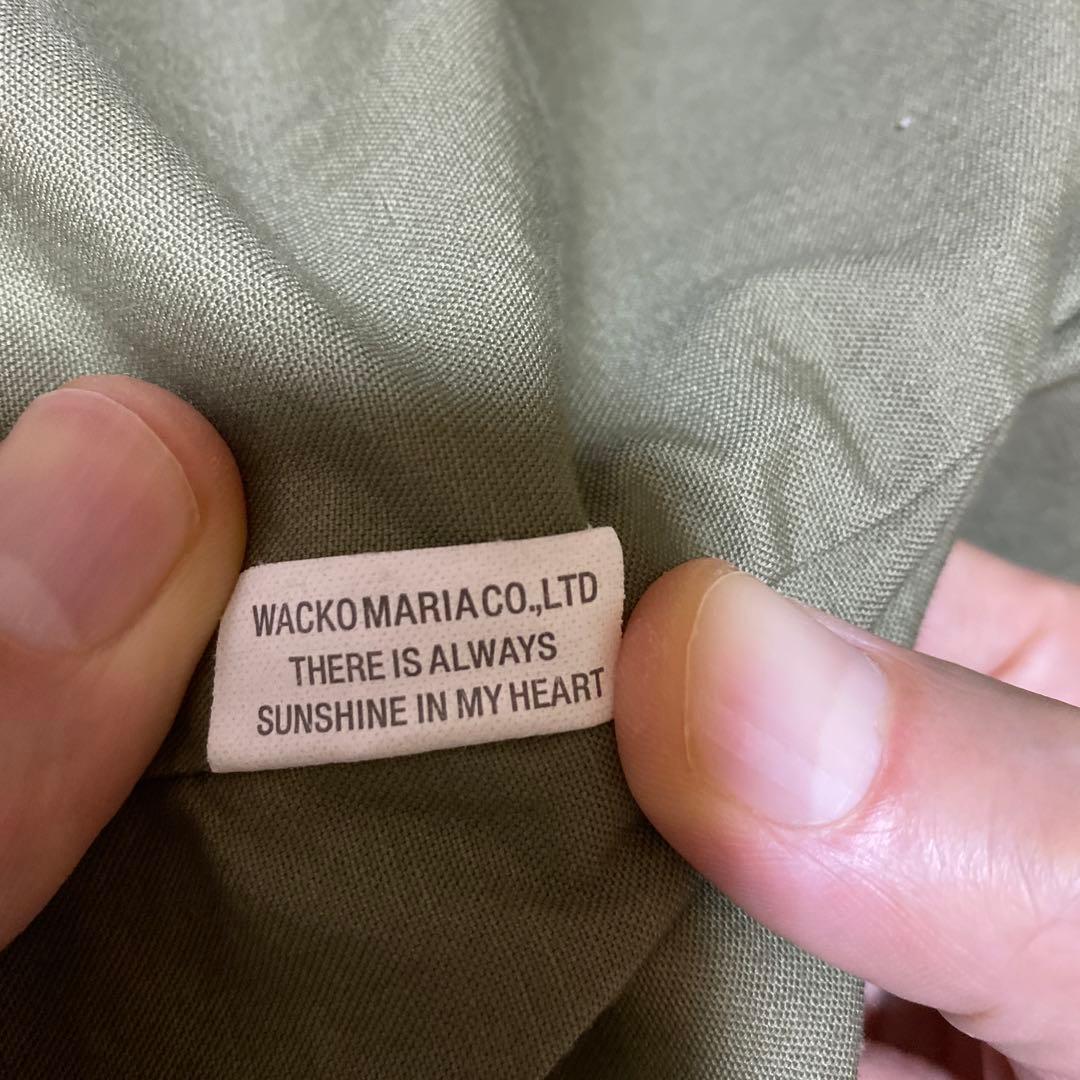 WACKO MARIA CO.,LTD
THERE IS ALWAYS
SUNSHINE IN MY HEART